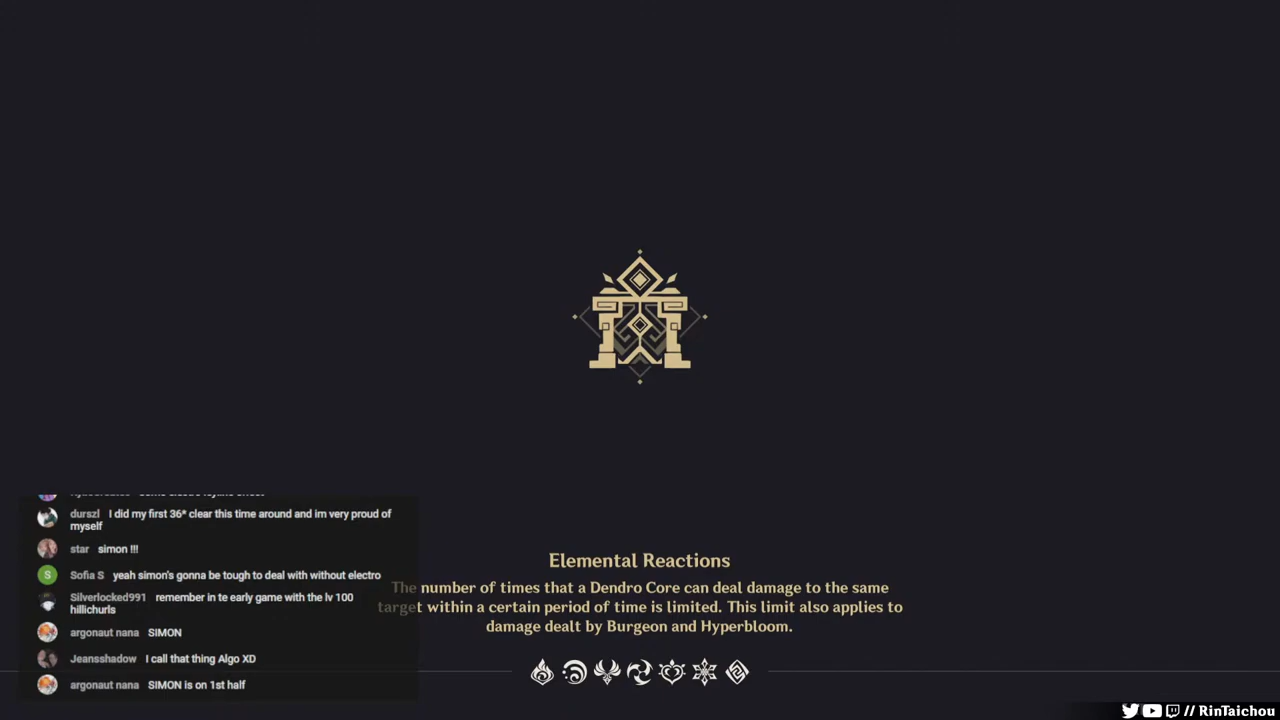 durszl I did my first 36* clear this time around and im very proud of
myself
star simon !!!
Sofia S yeah simon's gonna be tough to deal with without electro
Silverlocked991 remember in te early game with the lv 100
hillichurls
argonaut nana SIMON
Jeansshadow I call that thing Algo XD
argonaut nana SIMON is on 1st half
S
Elemental Reactions
The number of times that a Dendro Core can deal damage to the same
target within a certain period of time is limited. This limit also applies to
damage dealt by Burgeon and Hyperbloom.
// RinTaichou